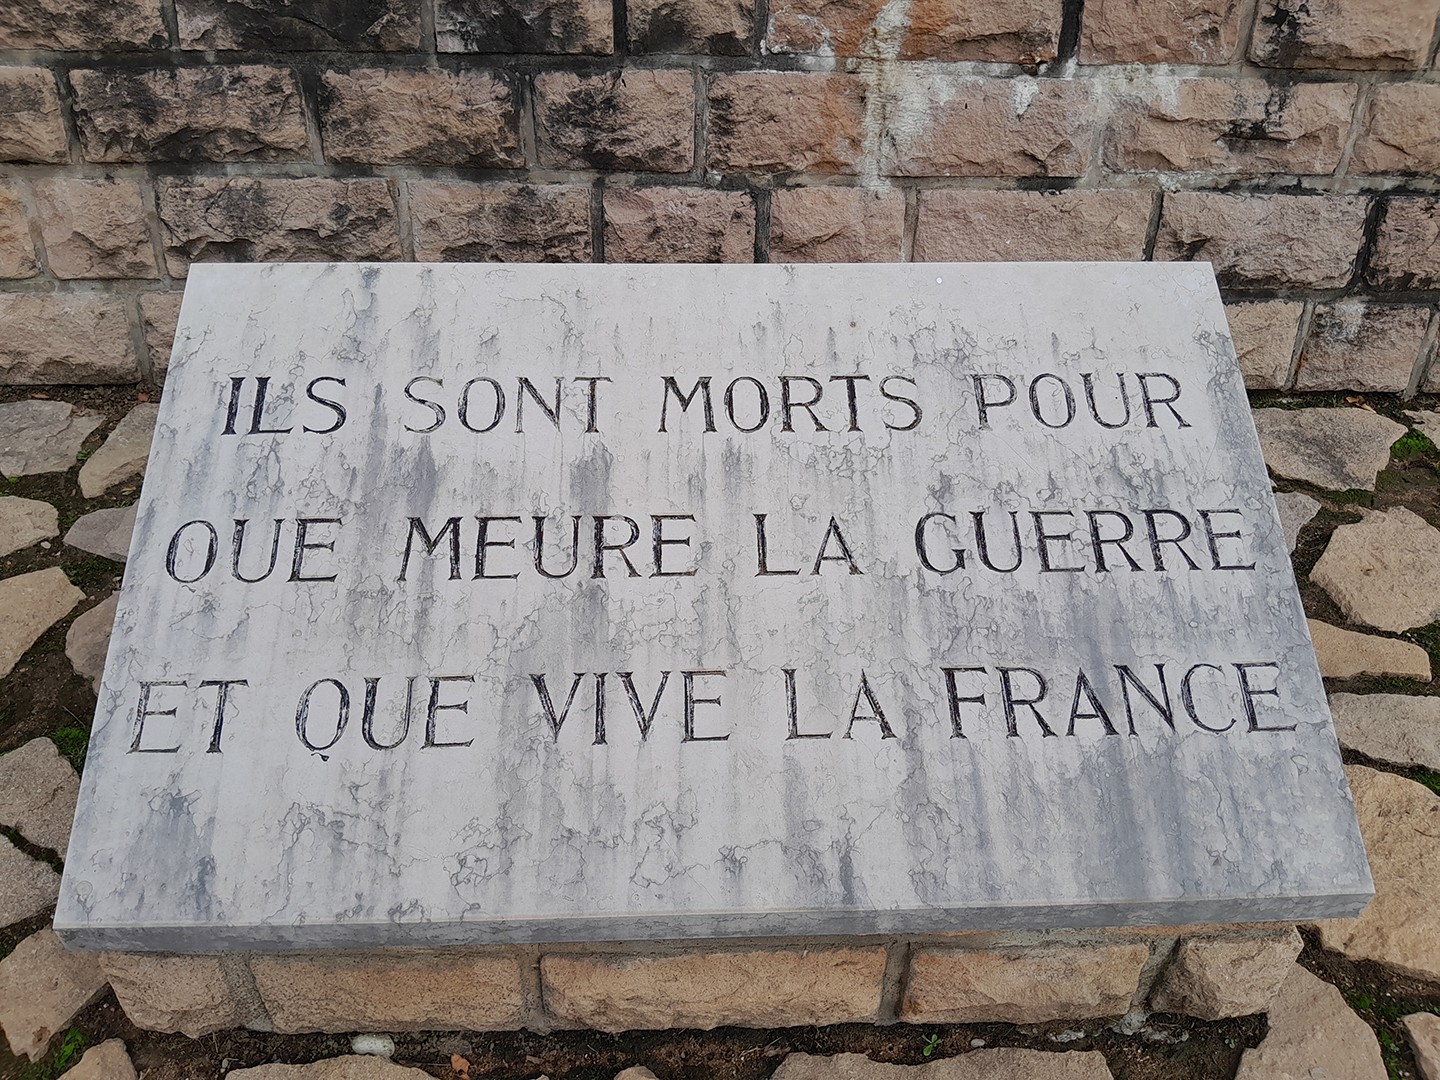 ILS SONT MORTS POUR
QUE MEURE LA GUERRE
ET QUE VIVE LA FRANCE